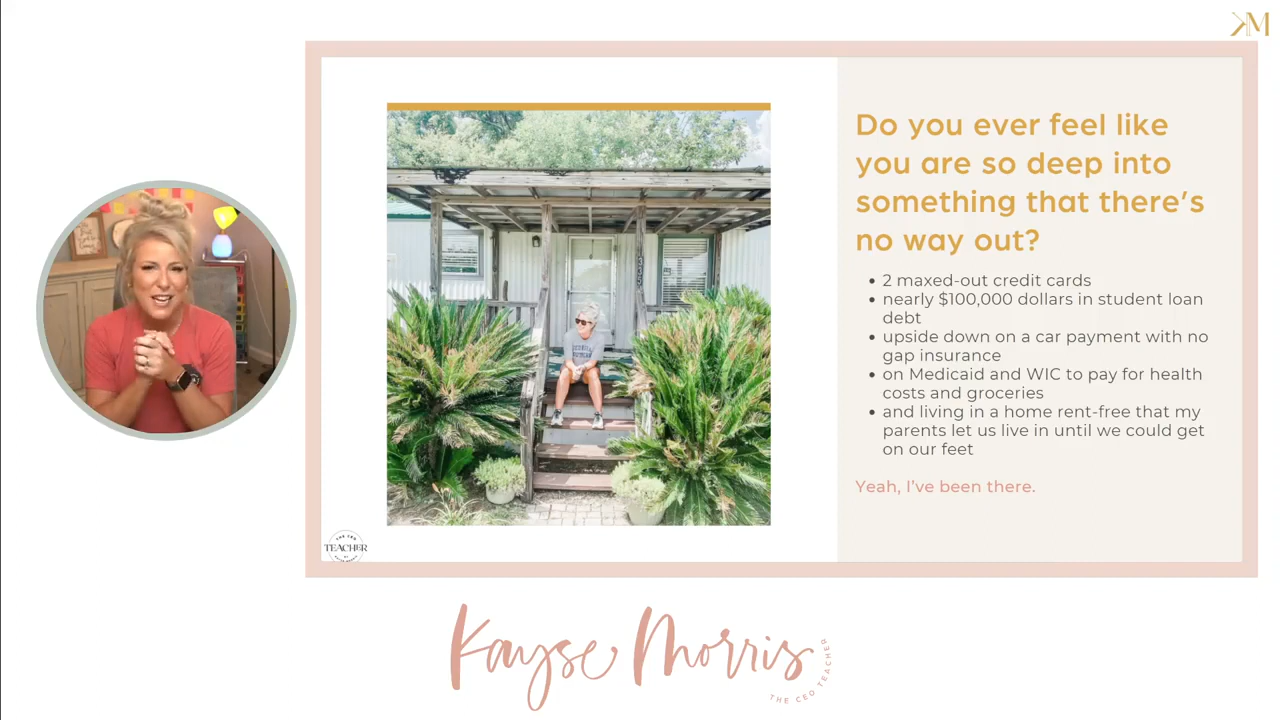 KM
Do you ever feel like
you are so deep into
something that there's
no way out?
• 2 maxed-out credit cards
• nearly $100,000 dollars in student loan
debt
• upside down on a car payment with no
gap insurance
• on Medicaid and WIC to pay for health
costs and groceries
• and living in a home rent-free that my
parents let us live in until we could get
on our feet
Yeah, I've been there.
THE CEO
TEACHER
Kayse Morris
THE CEO TEACHER